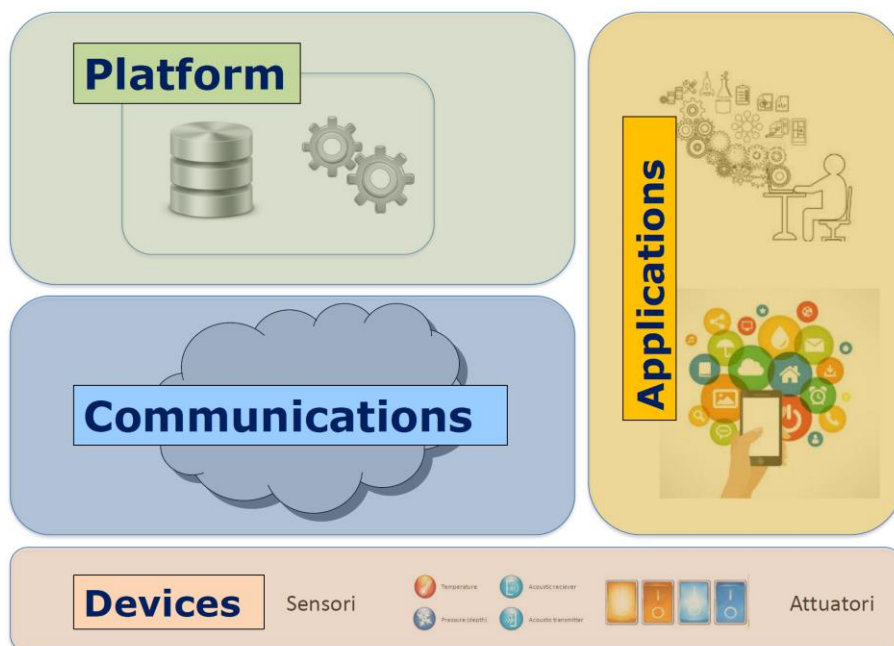 Platform
Applications
Communications
Devices
Sensori
Temperature
Acoustic reciever
Pressure (depth)
Acoustic transmitter
Attuatori